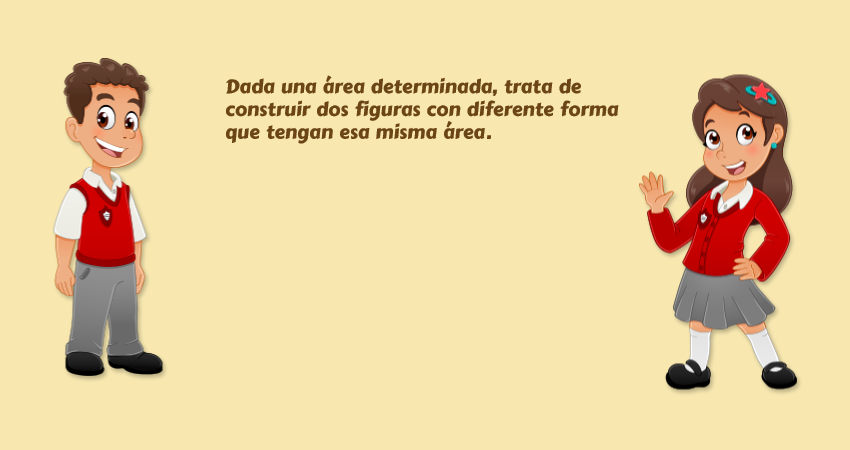 Dada una área determinada, trata de
construir dos figuras con diferente forma
que tengan esa misma área.